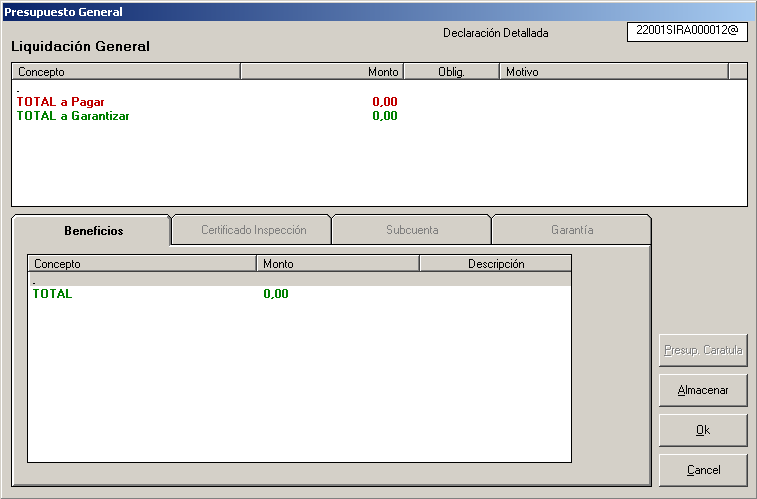 Presupuesto General
Declaración Detallada 22001SIRA000012@
Liquidación General
Concepto Monto Oblig. Motivo
.
TOTAL a Pagar 0,00
TOTAL a Garantizar 0,00
Beneficios Certificado Inspección Subcuenta Garantía
Concepto Monto Descripción
.
TOTAL 0,00
Presup. Caratula
Almacenar
Ok
Cancel